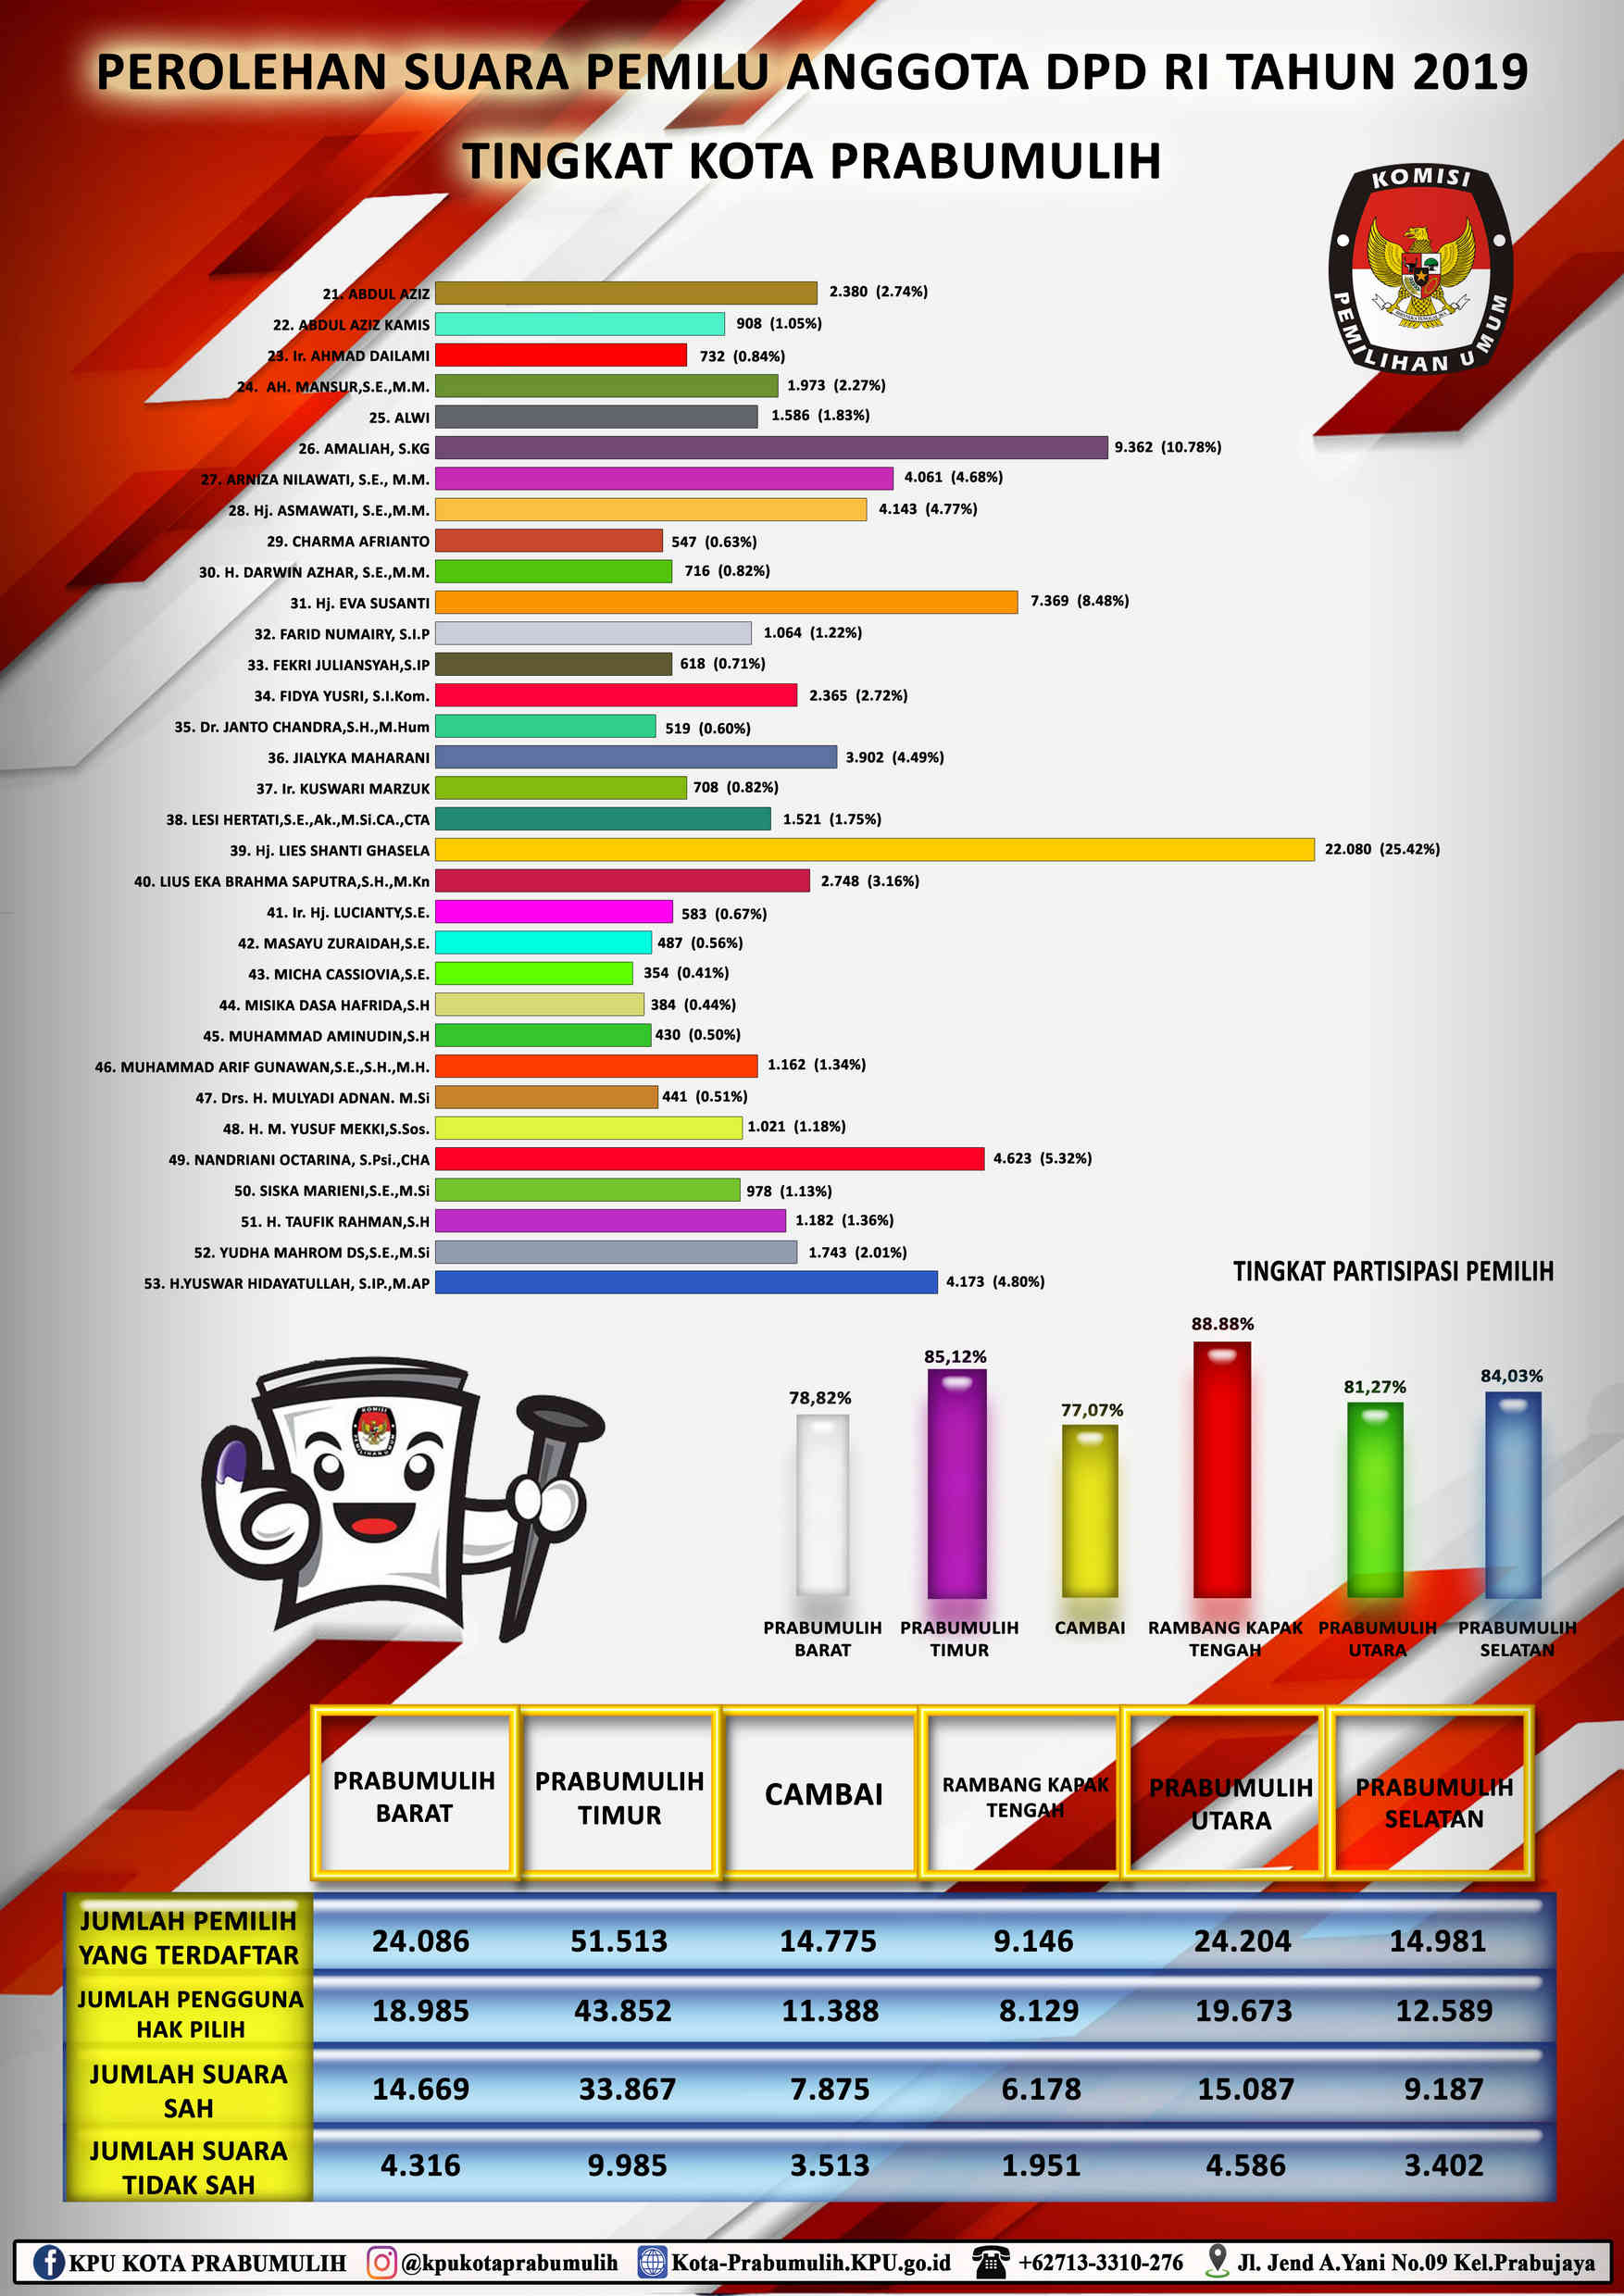 PEROLEHAN SUARA PEMILU ANGGOTA DPD RI TAHUN 2019
TINGKAT KOTA PRABUMULIH
KOMISI
PEMILIHAN UMUM
21. ABDUL AZIZ 2.380 (2.74%)
22. ABDUL AZIZ KAMIS 908 (1.05%)
23. Ir. AHMAD DAILAMI 732 (0.84%)
24. AH. MANSUR,S.E.,M.M. 1.973 (2.27%)
25. ALWI 1.586 (1.83%)
26. AMALIAH, S.KG 9.362 (10.78%)
27. ARNIZA NILAWATI, S.E., M.M. 4.061 (4.68%)
28. Hj. ASMAWATI, S.E.,M.M. 4.143 (4.77%)
29. CHARMA AFRIANTO 547 (0.63%)
30. H. DARWIN AZHAR, S.E.,M.M. 716 (0.82%)
31. Hj. EVA SUSANTI 7.369 (8.48%)
32. FARID NUMAIRY, S.I.P 1.064 (1.22%)
33. FEKRI JULIANSYAH,S.IP 618 (0.71%)
34. FIDYA YUSRI, S.I.Kom. 2.365 (2.72%)
35. Dr. JANTO CHANDRA,S.H.,M.Hum 519 (0.60%)
36. JIALYKA MAHARANI 3.902 (4.49%)
37. Ir. KUSWARI MARZUK 708 (0.82%)
38. LESI HERTATI,S.E.,Ak.,M.Si.CA.,CTA 1.521 (1.75%)
39. Hj. LIES SHANTI GHASELA 22.080 (25.42%)
40. LIUS EKA BRAHMA SAPUTRA,S.H.,M.Kn 2.748 (3.16%)
41. Ir. Hj. LUCIANTY,S.E. 583 (0.67%)
42. MASAYU ZURAIDAH,S.E. 487 (0.56%)
43. MICHA CASSIOVIA,S.E. 354 (0.41%)
44. MISIKA DASA HAFRIDA,S.H 384 (0.44%)
45. MUHAMMAD AMINUDIN,S.H 430 (0.50%)
46. MUHAMMAD ARIF GUNAWAN,S.E.,S.H.,M.H. 1.162 (1.34%)
47. Drs. H. MULYADI ADNAN. M.Si 441 (0.51%)
48. H. M. YUSUF MEKKI,S.Sos. 1.021 (1.18%)
49. NANDRIANI OCTARINA, S.Psi.,CHA 4.623 (5.32%)
50. SISKA MARIENI,S.E.,M.Si 978 (1.13%)
51. H. TAUFIK RAHMAN,S.H 1.182 (1.36%)
52. YUDHA MAHROM DS,S.E.,M.Si 1.743 (2.01%)
53. H.YUSWAR HIDAYATULLAH, S.IP.,M.AP 4.173 (4.80%)
TINGKAT PARTISIPASI PEMILIH
78,82% 85,12% 77,07% 88.88% 81,27% 84,03%
PRABUMULIH PRABUMULIH CAMBAI RAMBANG KAPAK PRABUMULIH PRABUMULIH
BARAT TIMUR TENGAH UTARA SELATAN
KOMISI
PEMILIHAN UMUM
PRABUMULIH PRABUMULIH CAMBAI RAMBANG KAPAK PRABUMULIH PRABUMULIH
BARAT TIMUR TENGAH UTARA SELATAN
JUMLAH PEMILIH
YANG TERDAFTAR
24.086 51.513 14.775 9.146 24.204 14.981
JUMLAH PENGGUNA
HAK PILIH
18.985 43.852 11.388 8.129 19.673 12.589
JUMLAH SUARA
SAH
14.669 33.867 7.875 6.178 15.087 9.187
JUMLAH SUARA
TIDAK SAH
4.316 9.985 3.513 1.951 4.586 3.402
KPU KOTA PRABUMULIH @kpukotaprabumulih Kota-Prabumulih.KPU.go.id +62713-3310-276 Jl. Jend A.Yani No.09 Kel.Prabujaya